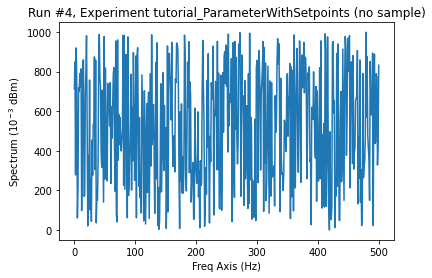 Run #4, Experiment tutorial_ParameterWithSetpoints (no sample)
Spectrum (10⁻³ dBm)
1000
800
600
400
200
0
0 100 200 300 400 500
Freq Axis (Hz)